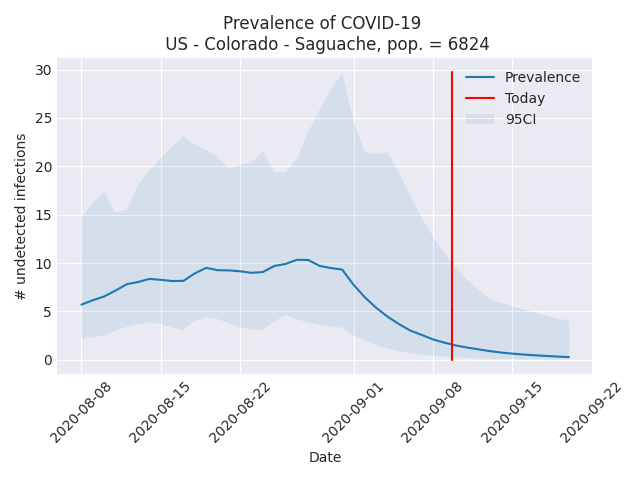 Prevalence of COVID-19
US - Colorado - Saguache, pop. = 6824
Prevalence
Today
95CI
30
25
20
15
10
5
0
# undetected infections
2020-08-08
2020-08-15
2020-08-22
2020-09-01
2020-09-08
2020-09-15
2020-09-22
Date